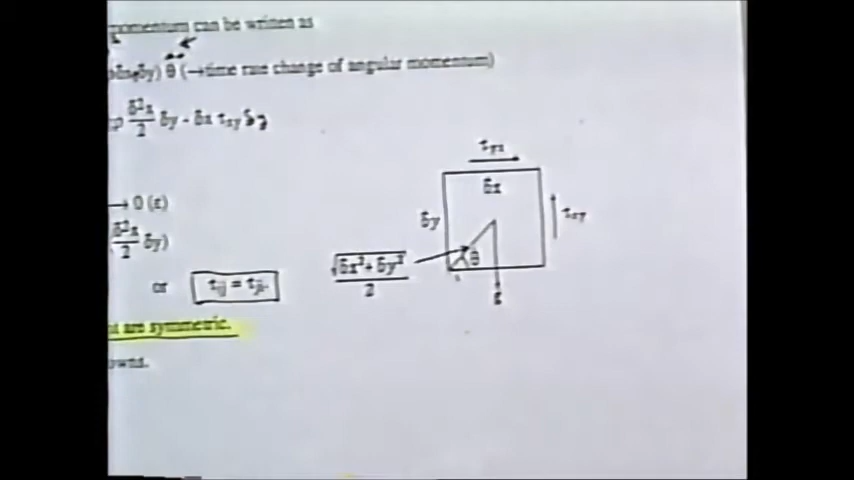 momentum can be written as
θ̈ (→time rate change of angular momentum)
δ²x/2 δy - δx τxy δy
τyx
δx
→ 0 (ε)
δy
τxy
δ²x/2 δy)
√δx²+δy²/2
θ
or τij = τji.
g
are symmetric.